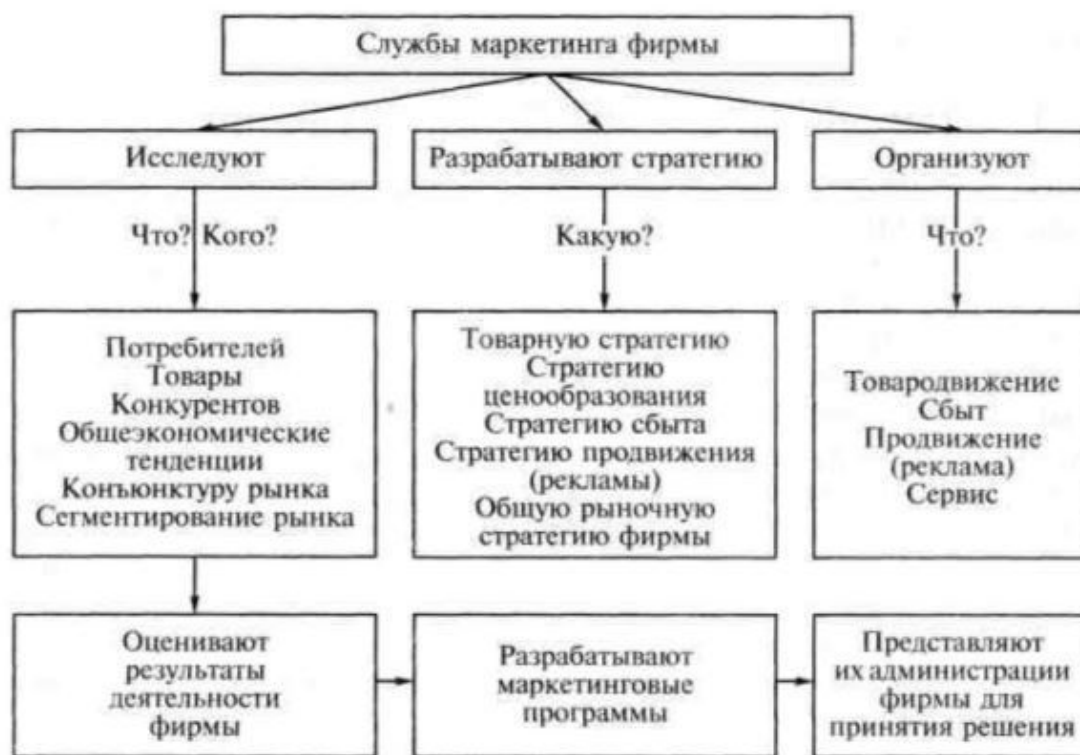 Службы маркетинга фирмы
Исследуют
Разрабатывают стратегию
Организуют
Что? Кого?
Какую?
Что?
Потребителей
Товары
Конкурентов
Общеэкономические
тенденции
Конъюнктуру рынка
Сегментирование рынка
Товарную стратегию
Стратегию
ценообразования
Стратегию сбыта
Стратегию продвижения
(рекламы)
Общую рыночную
стратегию фирмы
Товародвижение
Сбыт
Продвижение
(реклама)
Сервис
Оценивают
результаты
деятельности
фирмы
Разрабатывают
маркетинговые
программы
Представляют
их администрации
фирмы для
принятия решения